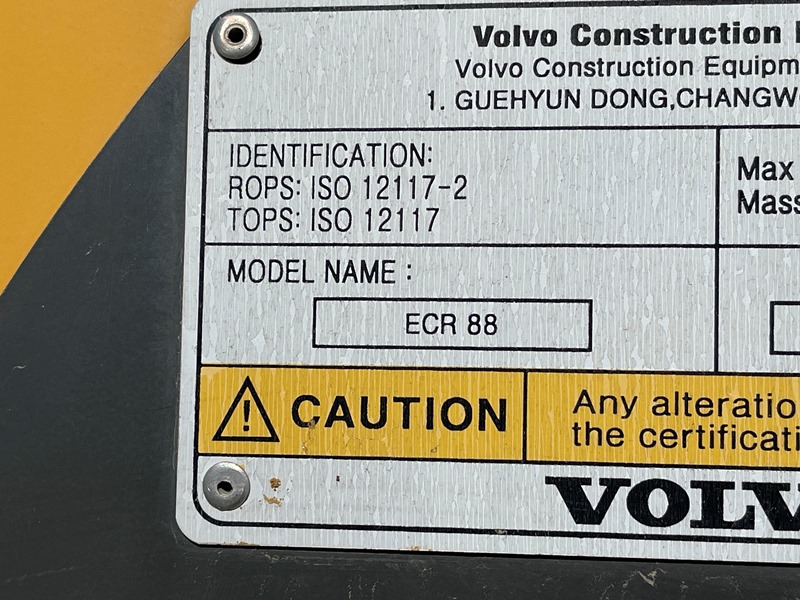 Volvo Construction
Volvo Construction Equipm
1. GUEHYUN DONG,CHANGW
IDENTIFICATION:
ROPS: ISO 12117-2
TOPS: ISO 12117
Max
Mass
MODEL NAME :
ECR 88
CAUTION
Any alteratio
the certificati
VOLV